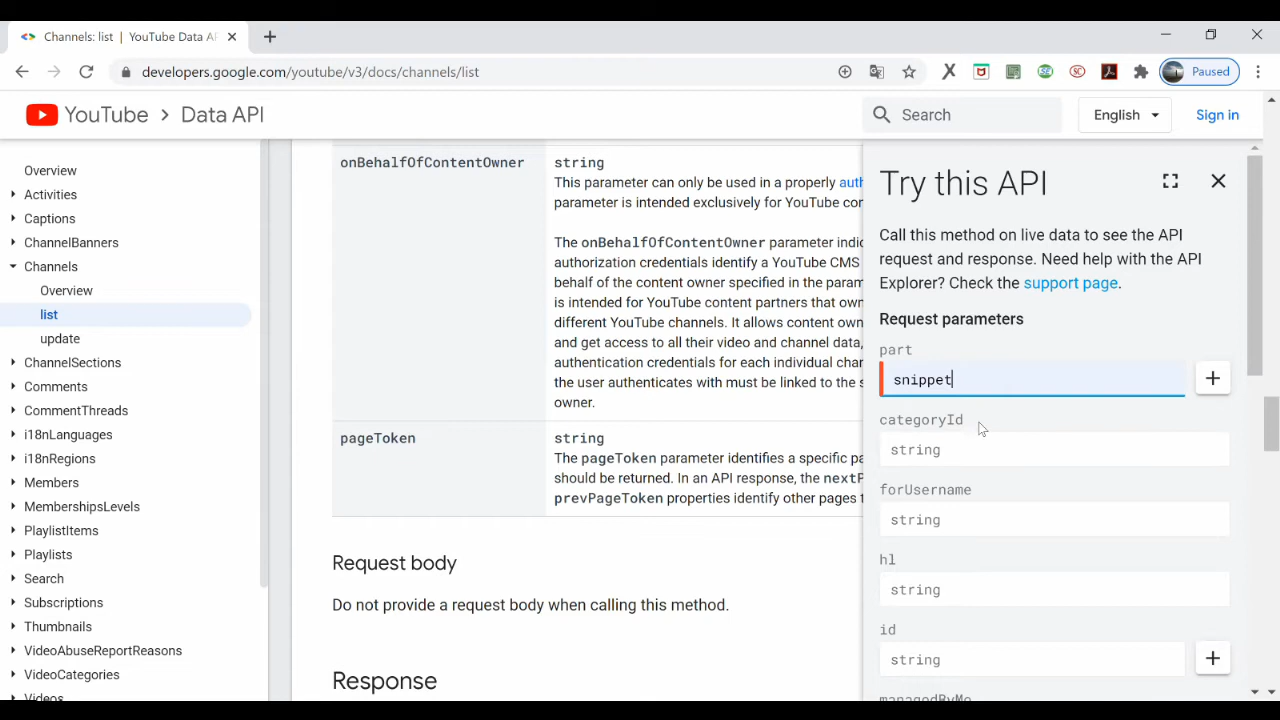 Channels: list | YouTube Data AP
developers.google.com/youtube/v3/docs/channels/list
Paused
YouTube > Data API
Search
English
Sign in
Overview
Activities
Captions
ChannelBanners
Channels
Overview
list
update
ChannelSections
Comments
CommentThreads
i18nLanguages
i18nRegions
Members
MembershipsLevels
PlaylistItems
Playlists
Search
Subscriptions
Thumbnails
VideoAbuseReportReasons
VideoCategories
Videos
onBehalfOfContentOwner
string
This parameter can only be used in a properly auth
parameter is intended exclusively for YouTube con
The onBehalfOfContentOwner parameter indic
authorization credentials identify a YouTube CMS
behalf of the content owner specified in the param
is intended for YouTube content partners that own
different YouTube channels. It allows content own
and get access to all their video and channel data,
authentication credentials for each individual chan
the user authenticates with must be linked to the s
owner.
pageToken
string
The pageToken parameter identifies a specific pa
should be returned. In an API response, the nextP
prevPageToken properties identify other pages t
Request body
Do not provide a request body when calling this method.
Response
Try this API
Call this method on live data to see the API
request and response. Need help with the API
Explorer? Check the support page.
Request parameters
part
snippet
categoryId
string
forUsername
string
hl
string
id
string
managedByMe